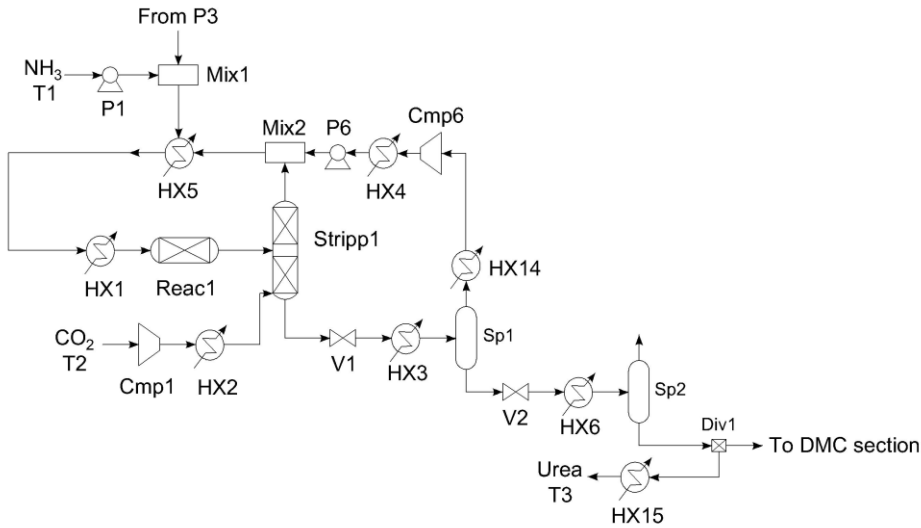 From P3
NH₃
T1
P1
Mix1
Mix2
P6
Cmp6
HX5
HX4
Stripp1
HX14
HX1
Reac1
CO₂
T2
Cmp1
HX2
V1
HX3
Sp1
V2
HX6
Sp2
Div1
To DMC section
Urea
T3
HX15